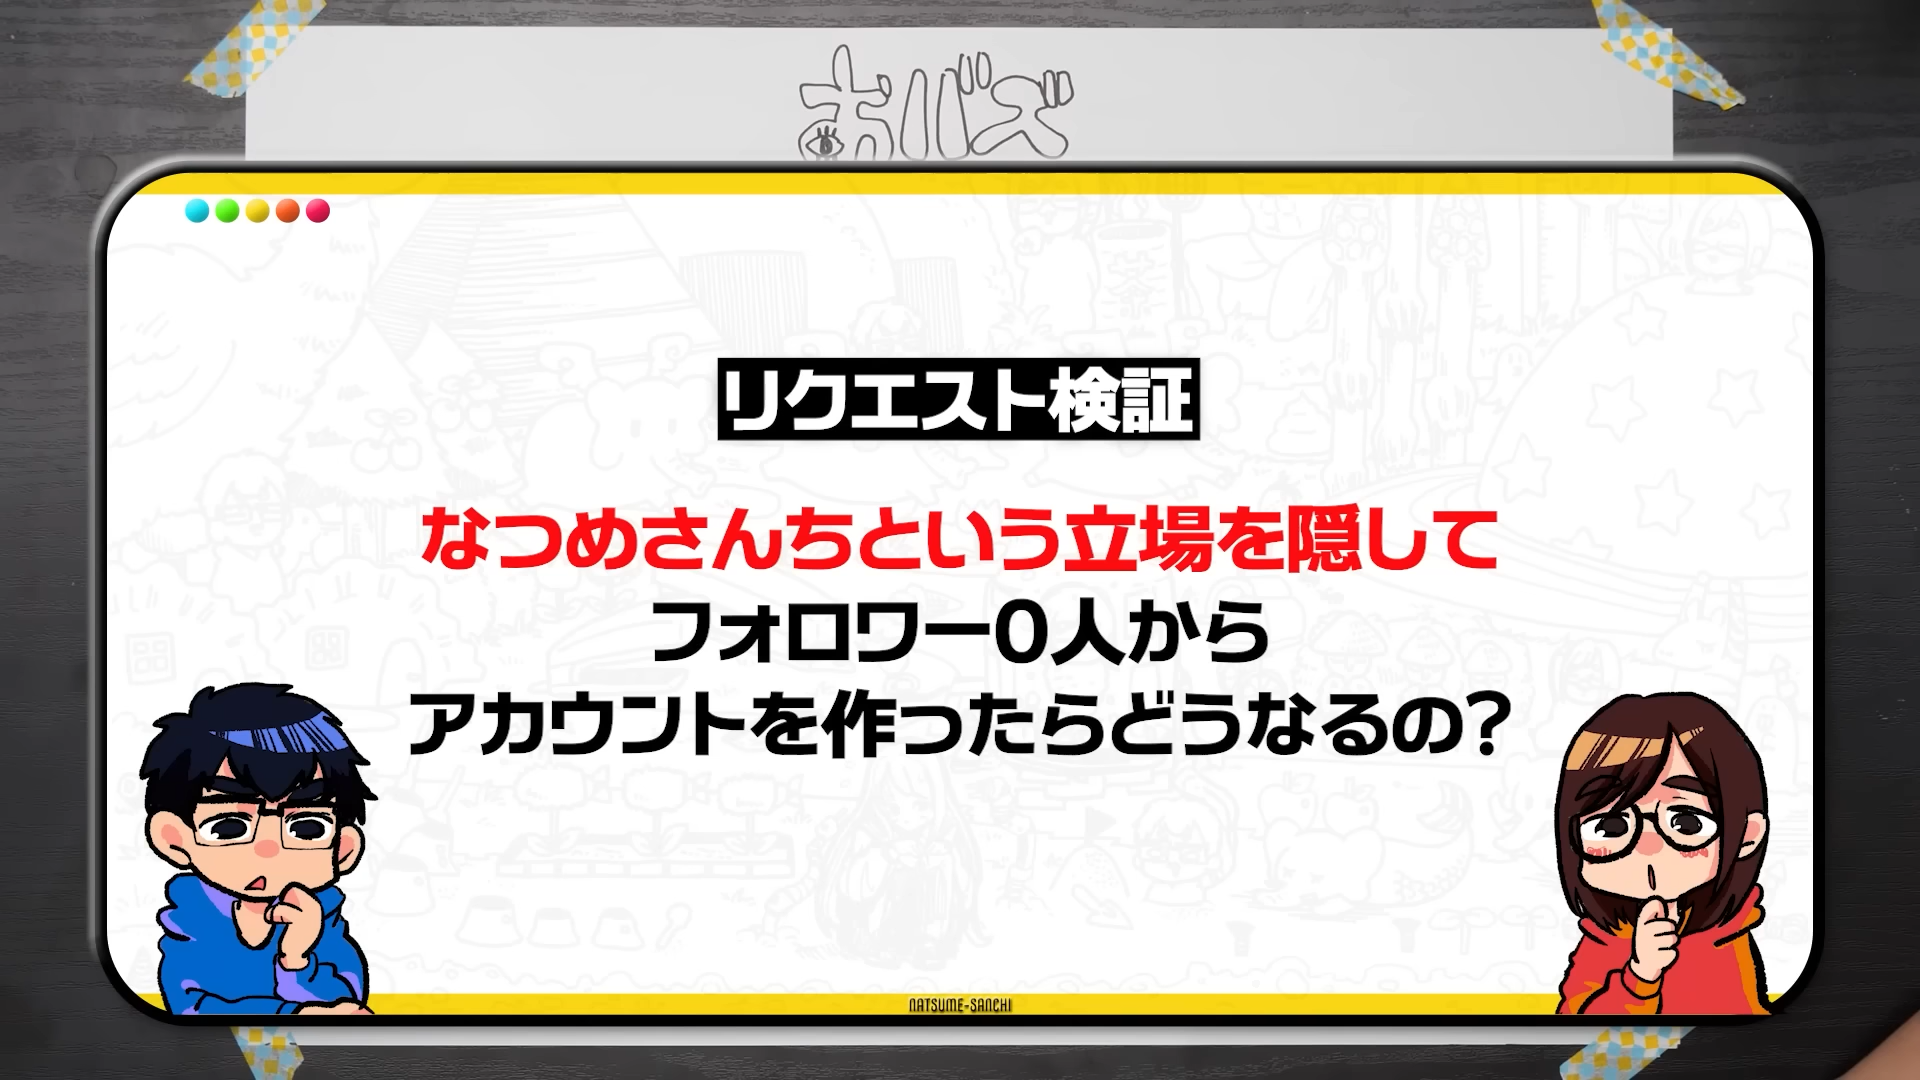 おバズ
リクエスト検証
なつめさんちという立場を隠して
フォロワー0人から
アカウントを作ったらどうなるの?
NATSUME-SANCHI